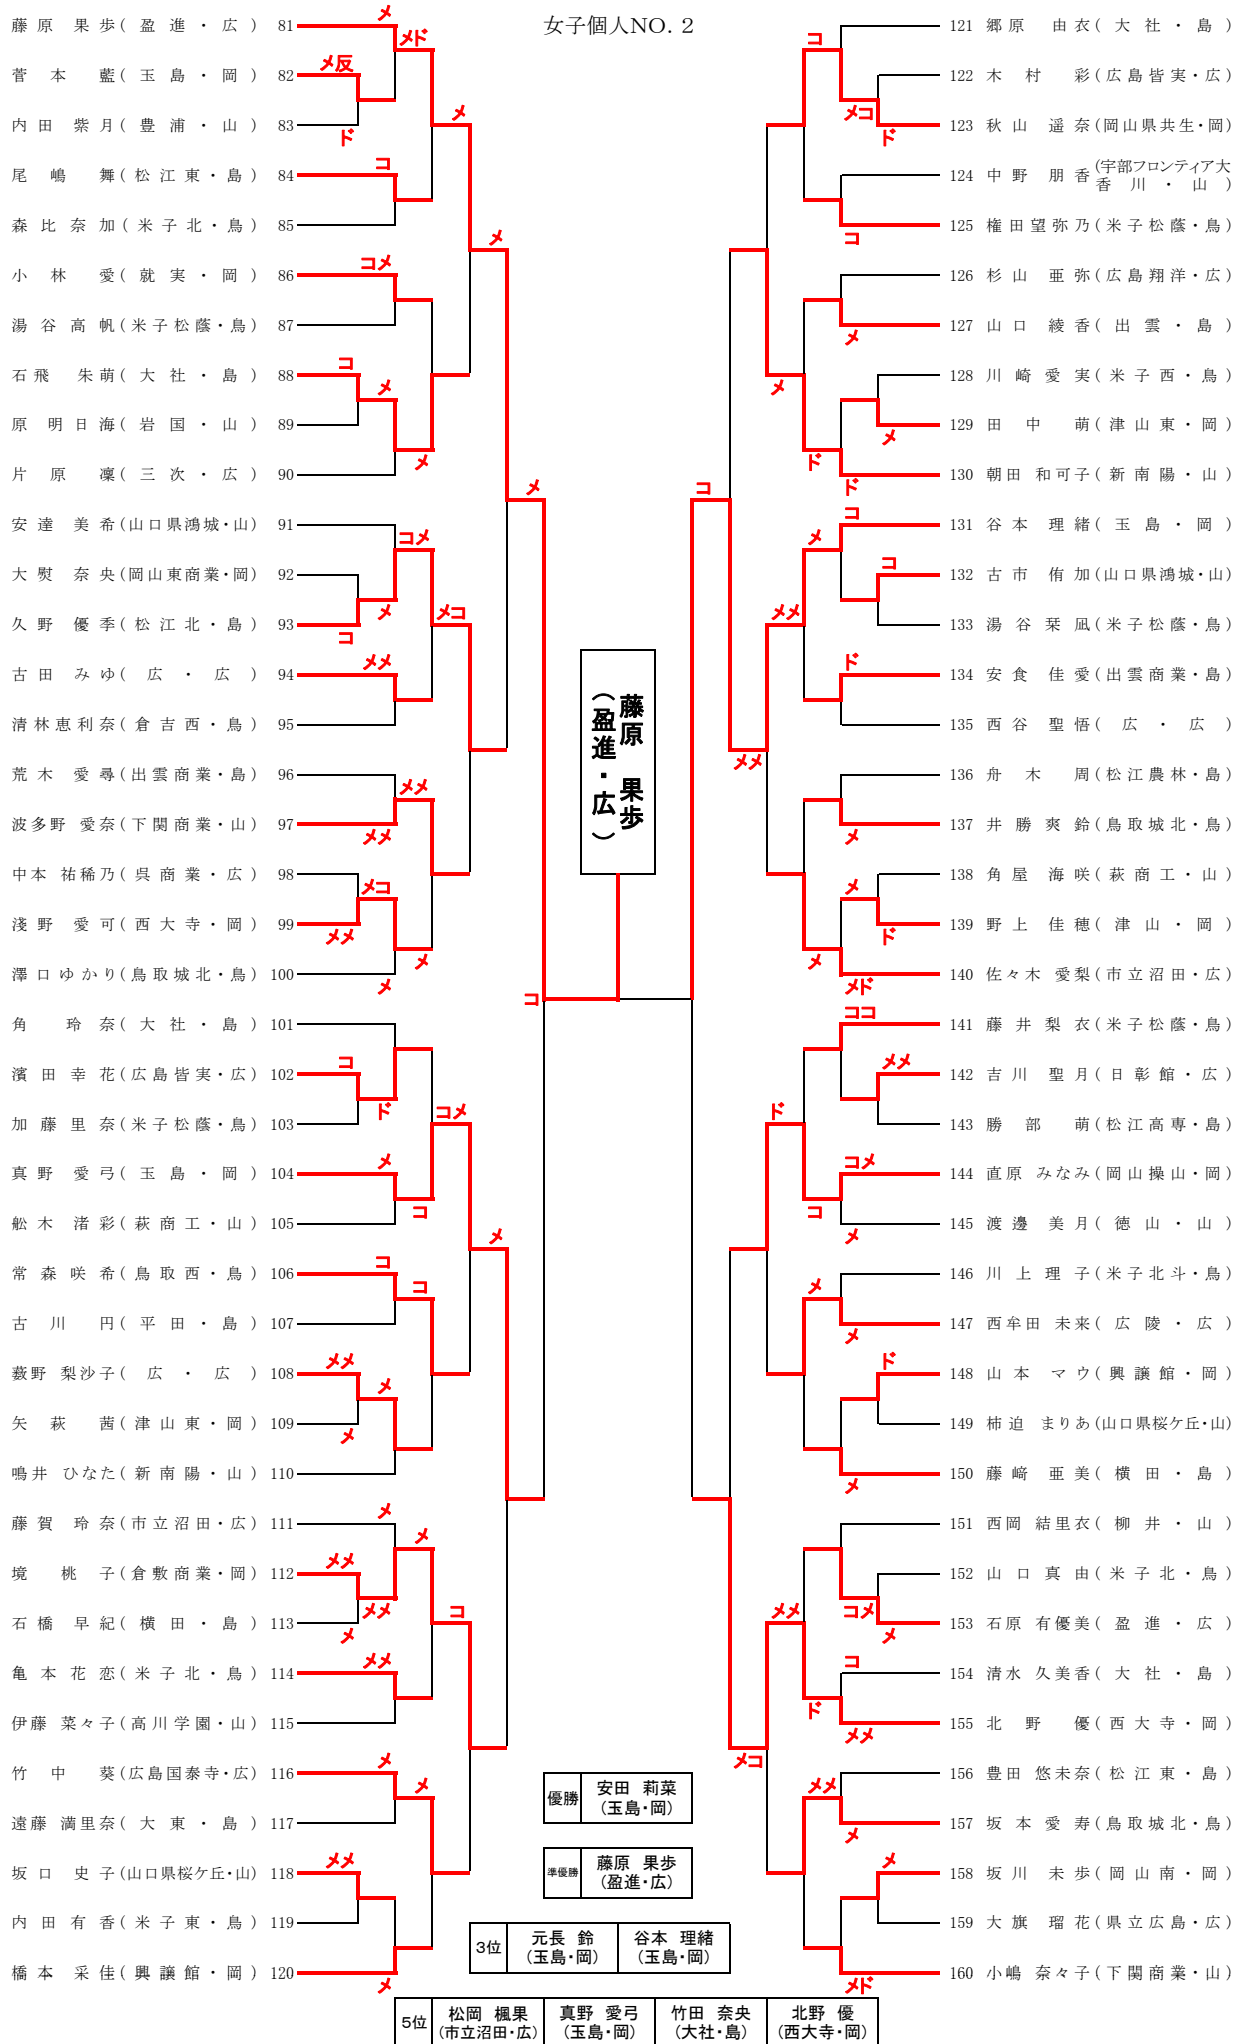 女子個人NO. 2
藤原 果歩(盈進・広) 81
菅本 藍(玉島・岡) 82
内田 紫月(豊浦・山) 83
尾嶋 舞(松江東・島) 84
森比奈加(米子北・鳥) 85
小林 愛(就実・岡) 86
湯谷高帆(米子松蔭・鳥) 87
石飛 朱萌(大社・島) 88
原 明日海(岩国・山) 89
片原 凜(三次・広) 90
安達 美希(山口県鴻城・山) 91
大熨 奈央(岡山東商業・岡) 92
久野 優季(松江北・島) 93
古田 みゆ(広・広) 94
清林恵利奈(倉吉西・鳥) 95
荒木 愛尋(出雲商業・島) 96
波多野 愛奈(下関商業・山) 97
中本 祐稀乃(呉商業・広) 98
淺野 愛可(西大寺・岡) 99
澤口ゆかり(鳥取城北・鳥) 100
角 玲奈(大社・島) 101
濱田幸花(広島皆実・広) 102
加藤里奈(米子松蔭・鳥) 103
真野 愛弓(玉島・岡) 104
舩木 渚彩(萩商工・山) 105
常森咲希(鳥取西・鳥) 106
古川 円(平田・島) 107
薮野 梨沙子(広・広) 108
矢萩 茜(津山東・岡) 109
鳴井 ひなた(新南陽・山) 110
藤賀 玲奈(市立沼田・広) 111
境 桃子(倉敷商業・岡) 112
石橋 早紀(横田・島) 113
亀本花恋(米子北・鳥) 114
伊藤 菜々子(高川学園・山) 115
竹中 葵(広島国泰寺・広) 116
遠藤 満里奈(大東・島) 117
坂口 史子(山口県桜ケ丘・山) 118
内田有香(米子東・鳥) 119
橋本 采佳(興譲館・岡) 120
藤原 果歩
(盈進・広)
121 郷原 由衣(大社・島)
122 木村 彩(広島皆実・広)
123 秋山 遥奈(岡山県共生・岡)
124 中野 朋香(宇部フロンティア大
香川・山)
125 権田望弥乃(米子松蔭・鳥)
126 杉山 亜弥(広島翔洋・広)
127 山口 綾香(出雲・島)
128 川崎愛実(米子西・鳥)
129 田中 萌(津山東・岡)
130 朝田 和可子(新南陽・山)
131 谷本 理緒(玉島・岡)
132 古市 侑加(山口県鴻城・山)
133 湯谷栞凪(米子松蔭・鳥)
134 安食 佳愛(出雲商業・島)
135 西谷 聖悟(広・広)
136 舟木 周(松江農林・島)
137 井勝爽鈴(鳥取城北・鳥)
138 角屋 海咲(萩商工・山)
139 野上 佳穂(津山・岡)
140 佐々木 愛梨(市立沼田・広)
141 藤井梨衣(米子松蔭・鳥)
142 吉川 聖月(日彰館・広)
143 勝部 萌(松江高専・島)
144 直原 みなみ(岡山操山・岡)
145 渡邊 美月(徳山・山)
146 川上理子(米子北斗・鳥)
147 西牟田 未来(広陵・広)
148 山本 マウ(興譲館・岡)
149 柿迫 まりあ(山口県桜ケ丘・山)
150 藤﨑 亜美(横田・島)
151 西岡 結里衣(柳井・山)
152 山口真由(米子北・鳥)
153 石原 有優美(盈進・広)
154 清水 久美香(大社・島)
155 北野 優(西大寺・岡)
156 豊田 悠未奈(松江東・島)
157 坂本愛寿(鳥取城北・鳥)
158 坂川 未歩(岡山南・岡)
159 大旗 瑠花(県立広島・広)
160 小嶋 奈々子(下関商業・山)
優勝 安田 莉菜
(玉島・岡)
準優勝 藤原 果歩
(盈進・広)
3位 元長 鈴 谷本 理緒
(玉島・岡) (玉島・岡)
5位 松岡 楓果 真野 愛弓 竹田 奈央 北野 優
(市立沼田・広) (玉島・岡) (大社・島) (西大寺・岡)